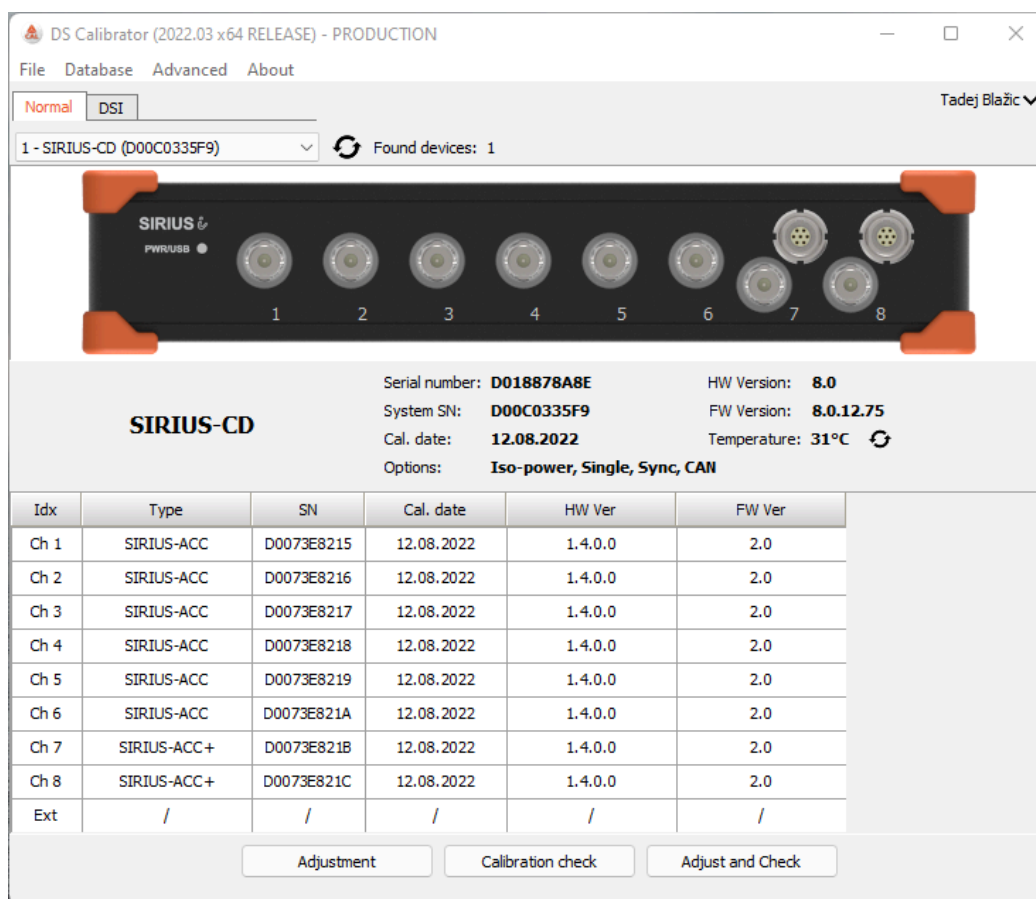 DS Calibrator (2022.03 x64 RELEASE) - PRODUCTION
File Database Advanced About
Normal DSI Tadej Blažic
1 - SIRIUS-CD (D00C0335F9) Found devices: 1
SIRIUS i
PWR/USB
1 2 3 4 5 6 7 8
SIRIUS-CD
Serial number: D018878A8E HW Version: 8.0
System SN: D00C0335F9 FW Version: 8.0.12.75
Cal. date: 12.08.2022 Temperature: 31°C
Options: Iso-power, Single, Sync, CAN
Idx Type SN Cal. date HW Ver FW Ver
Ch 1 SIRIUS-ACC D0073E8215 12.08.2022 1.4.0.0 2.0
Ch 2 SIRIUS-ACC D0073E8216 12.08.2022 1.4.0.0 2.0
Ch 3 SIRIUS-ACC D0073E8217 12.08.2022 1.4.0.0 2.0
Ch 4 SIRIUS-ACC D0073E8218 12.08.2022 1.4.0.0 2.0
Ch 5 SIRIUS-ACC D0073E8219 12.08.2022 1.4.0.0 2.0
Ch 6 SIRIUS-ACC D0073E821A 12.08.2022 1.4.0.0 2.0
Ch 7 SIRIUS-ACC+ D0073E821B 12.08.2022 1.4.0.0 2.0
Ch 8 SIRIUS-ACC+ D0073E821C 12.08.2022 1.4.0.0 2.0
Ext / / / / /
Adjustment Calibration check Adjust and Check